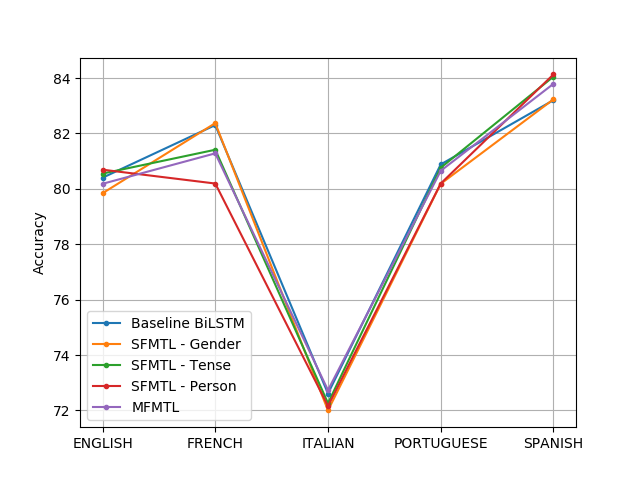 84
82
80
78
76
74
72
Accuracy
Baseline BiLSTM
SFMTL - Gender
SFMTL - Tense
SFMTL - Person
MFMTL
ENGLISH FRENCH ITALIAN PORTUGUESE SPANISH